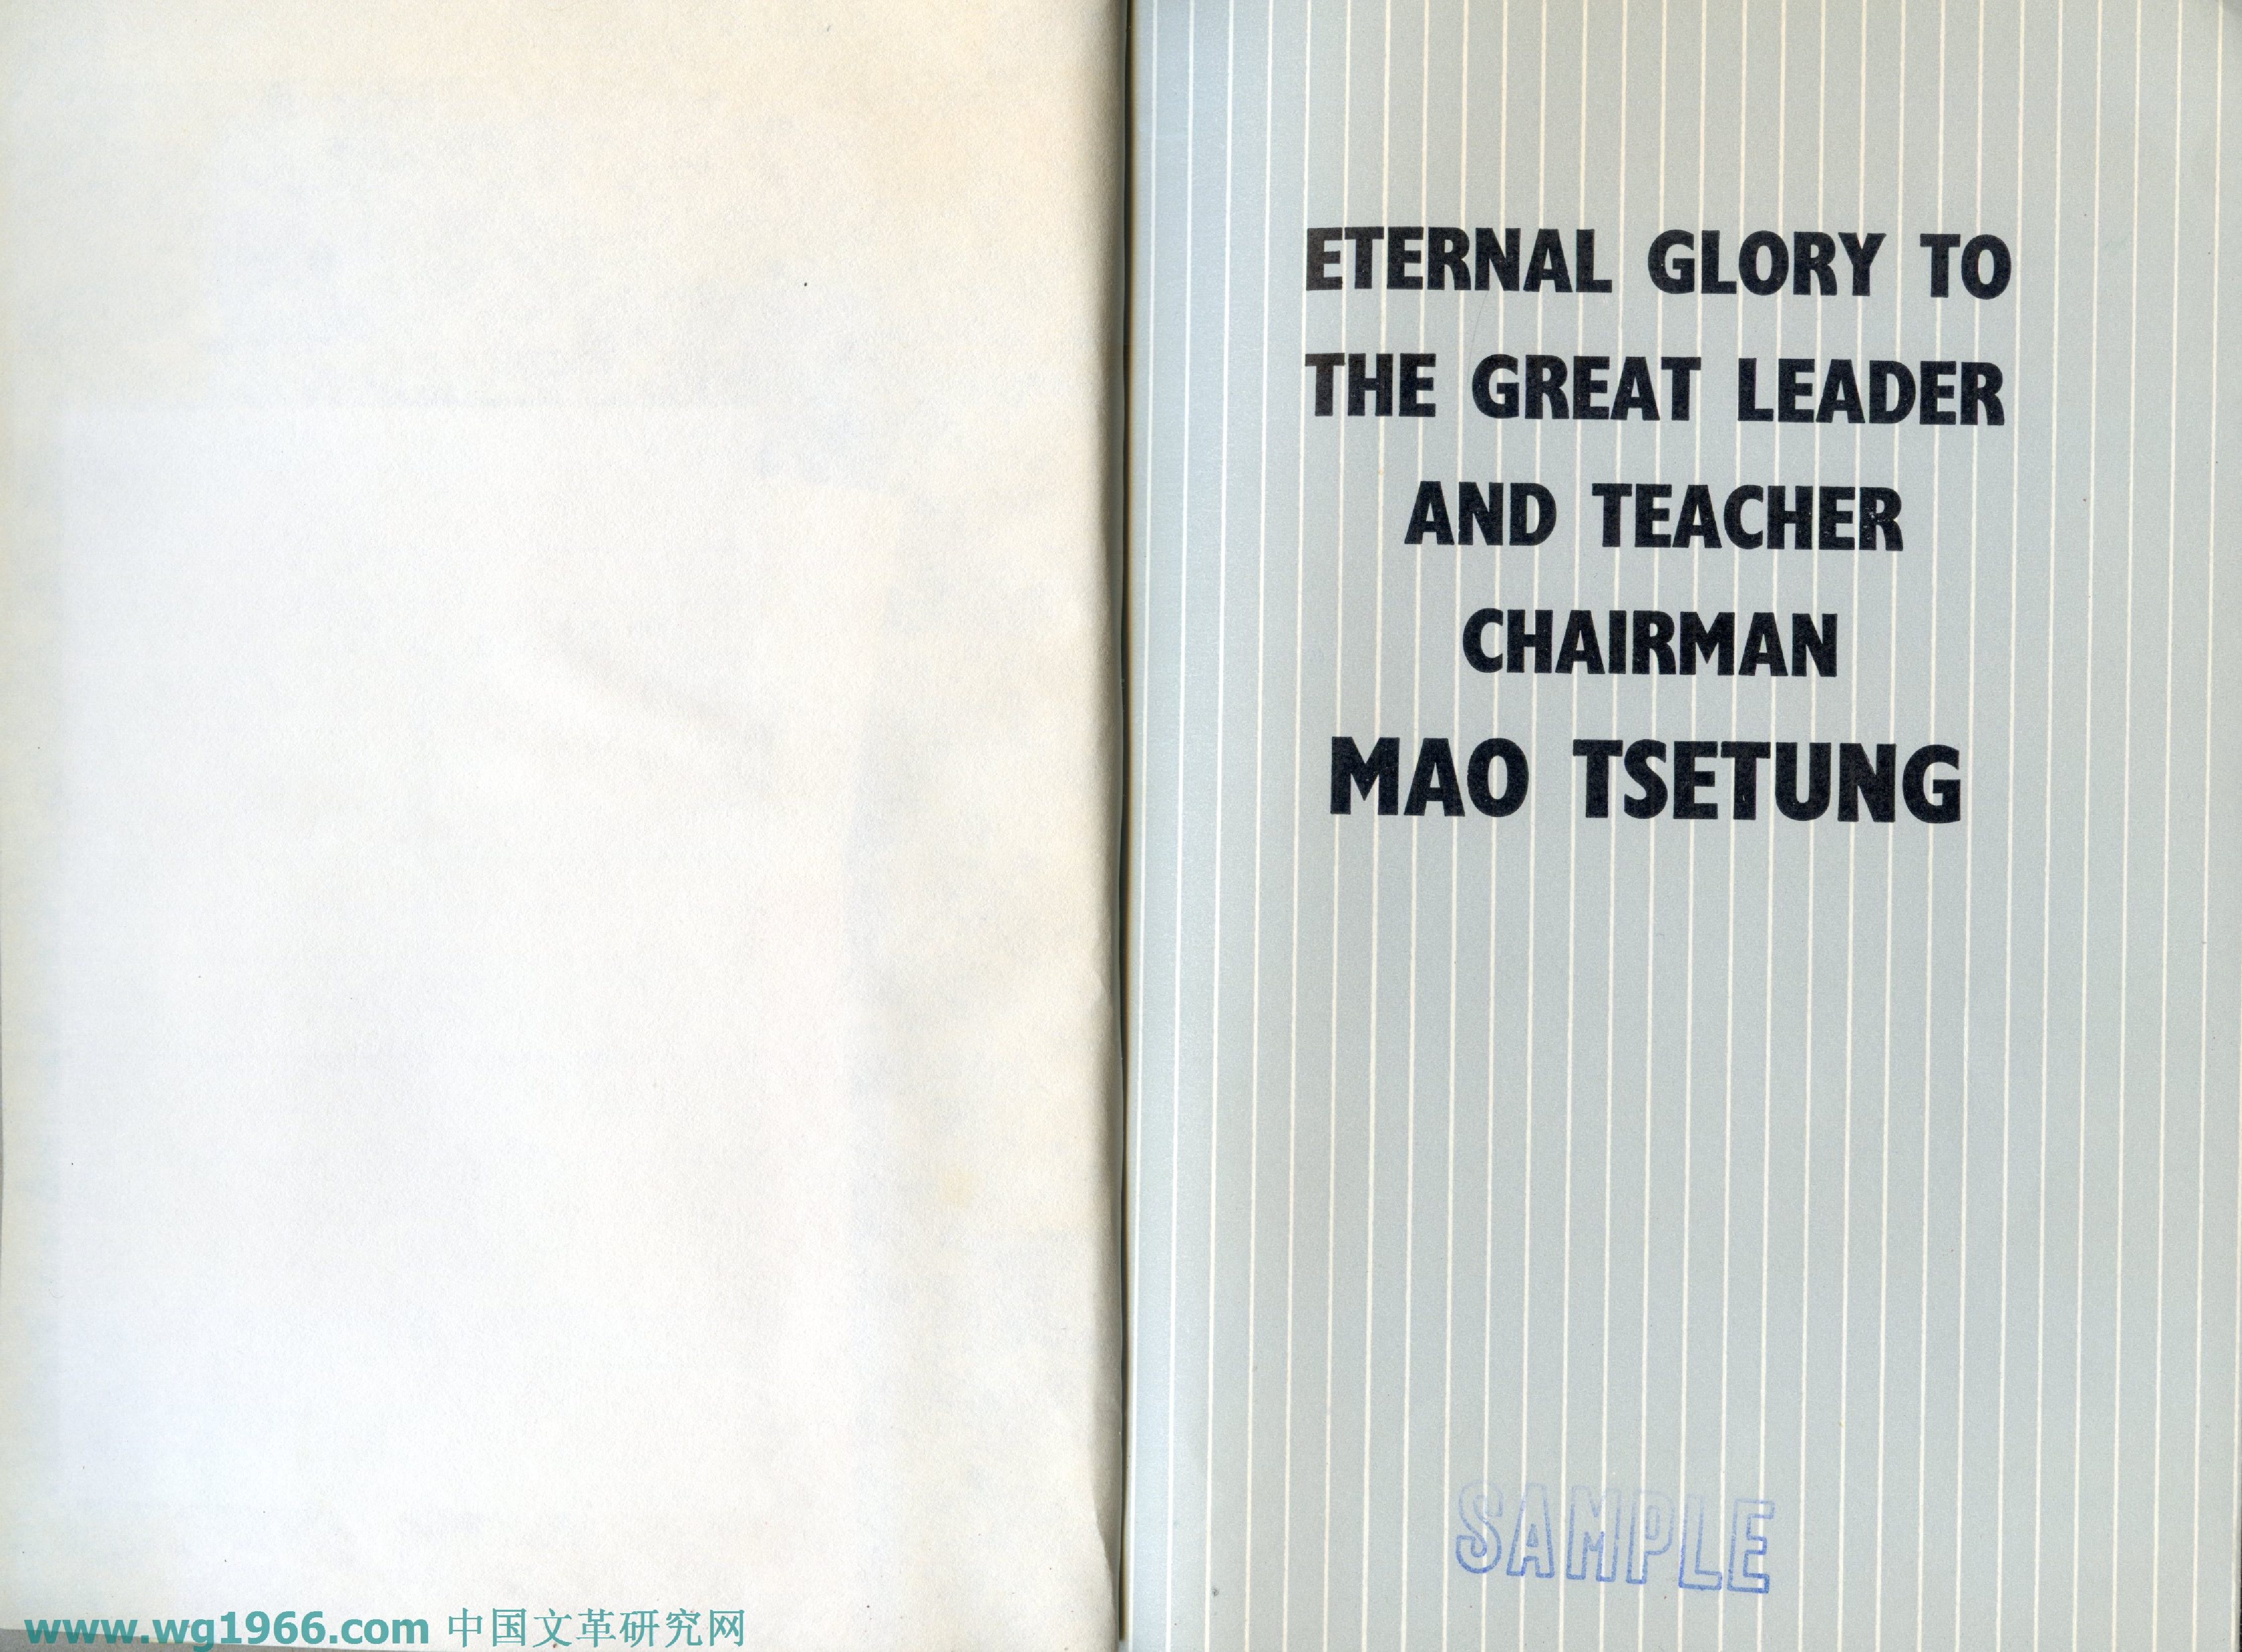 ETERNAL GLORY TO
THE GREAT LEADER
AND TEACHER
CHAIRMAN
MAO TSETUNG
SAMPLE
www.wg1966.com 中国文革研究网